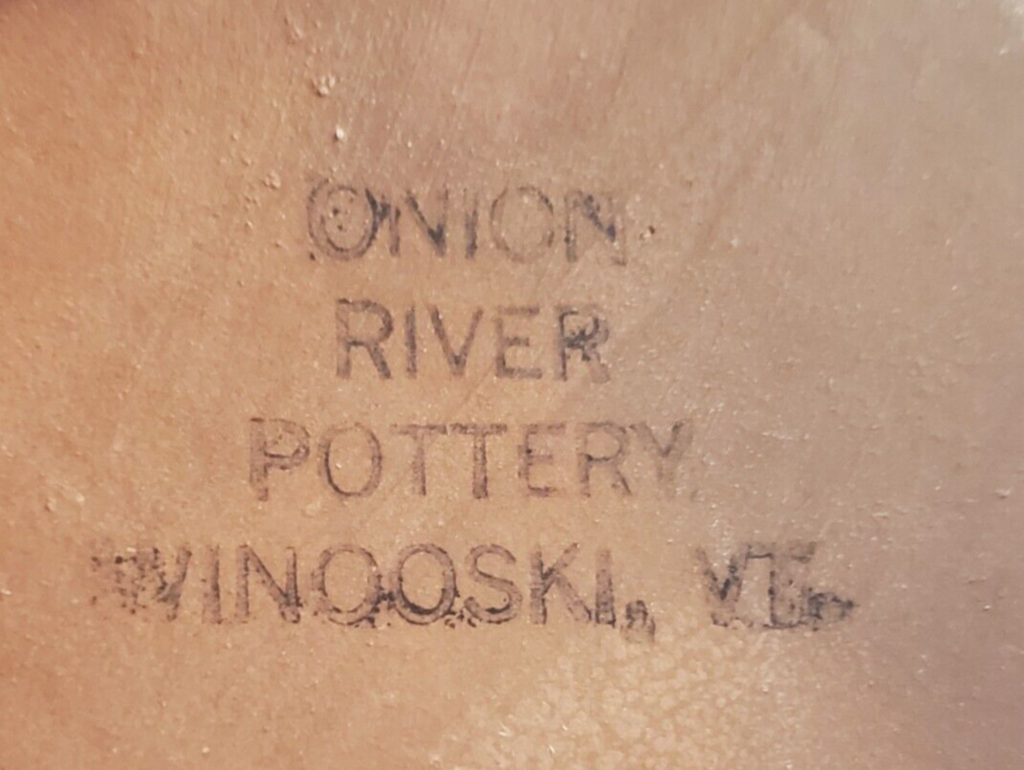 ONION
RIVER
POTTERY
WINOOSKI, VT.